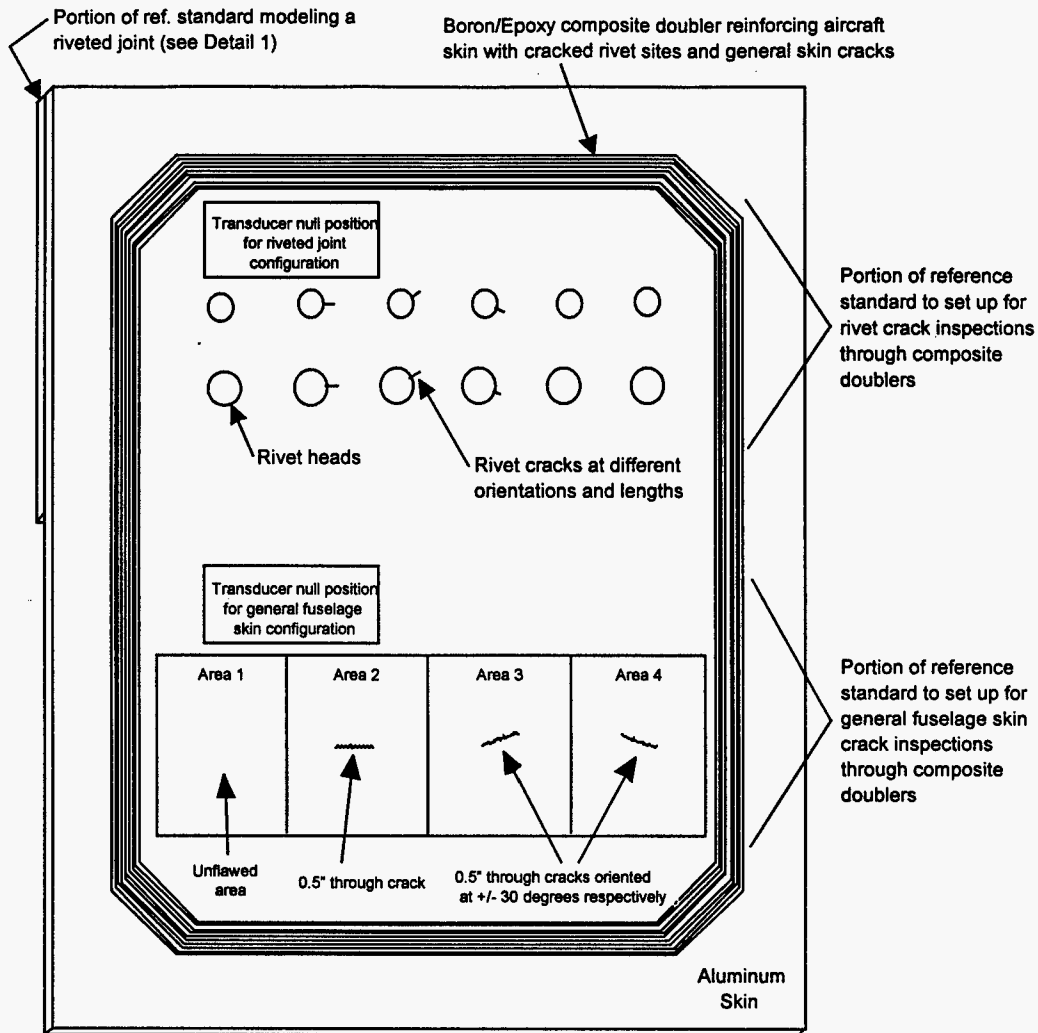 Portion of ref. standard modeling a
riveted joint (see Detail 1)
Boron/Epoxy composite doubler reinforcing aircraft
skin with cracked rivet sites and general skin cracks
Transducer null position
for riveted joint
configuration
Portion of reference
standard to set up for
rivet crack inspections
through composite
doublers
Rivet heads
Rivet cracks at different
orientations and lengths
Transducer null position
for general fuselage
skin configuration
Area 1
Area 2
Area 3
Area 4
Portion of reference
standard to set up for
general fuselage skin
crack inspections
through composite
doublers
Unflawed
area
0.5" through crack
0.5" through cracks oriented
at +/- 30 degrees respectively
Aluminum
Skin